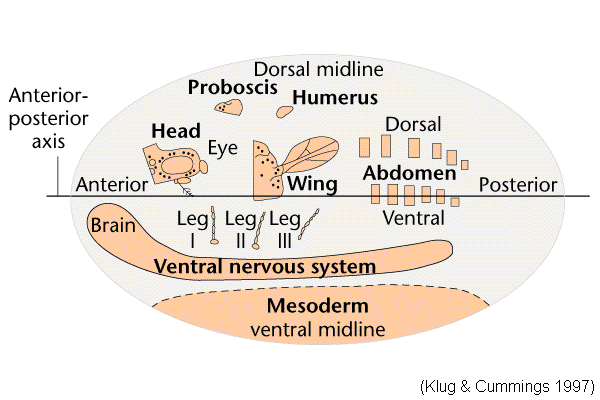 Dorsal midline
Proboscis
Humerus
Anterior-
posterior
axis
Head
Eye
Dorsal
Abdomen
Wing
Anterior
Posterior
Ventral
Brain
Leg
I
Leg
II
Leg
III
Ventral nervous system
Mesoderm
ventral midline
(Klug & Cummings 1997)